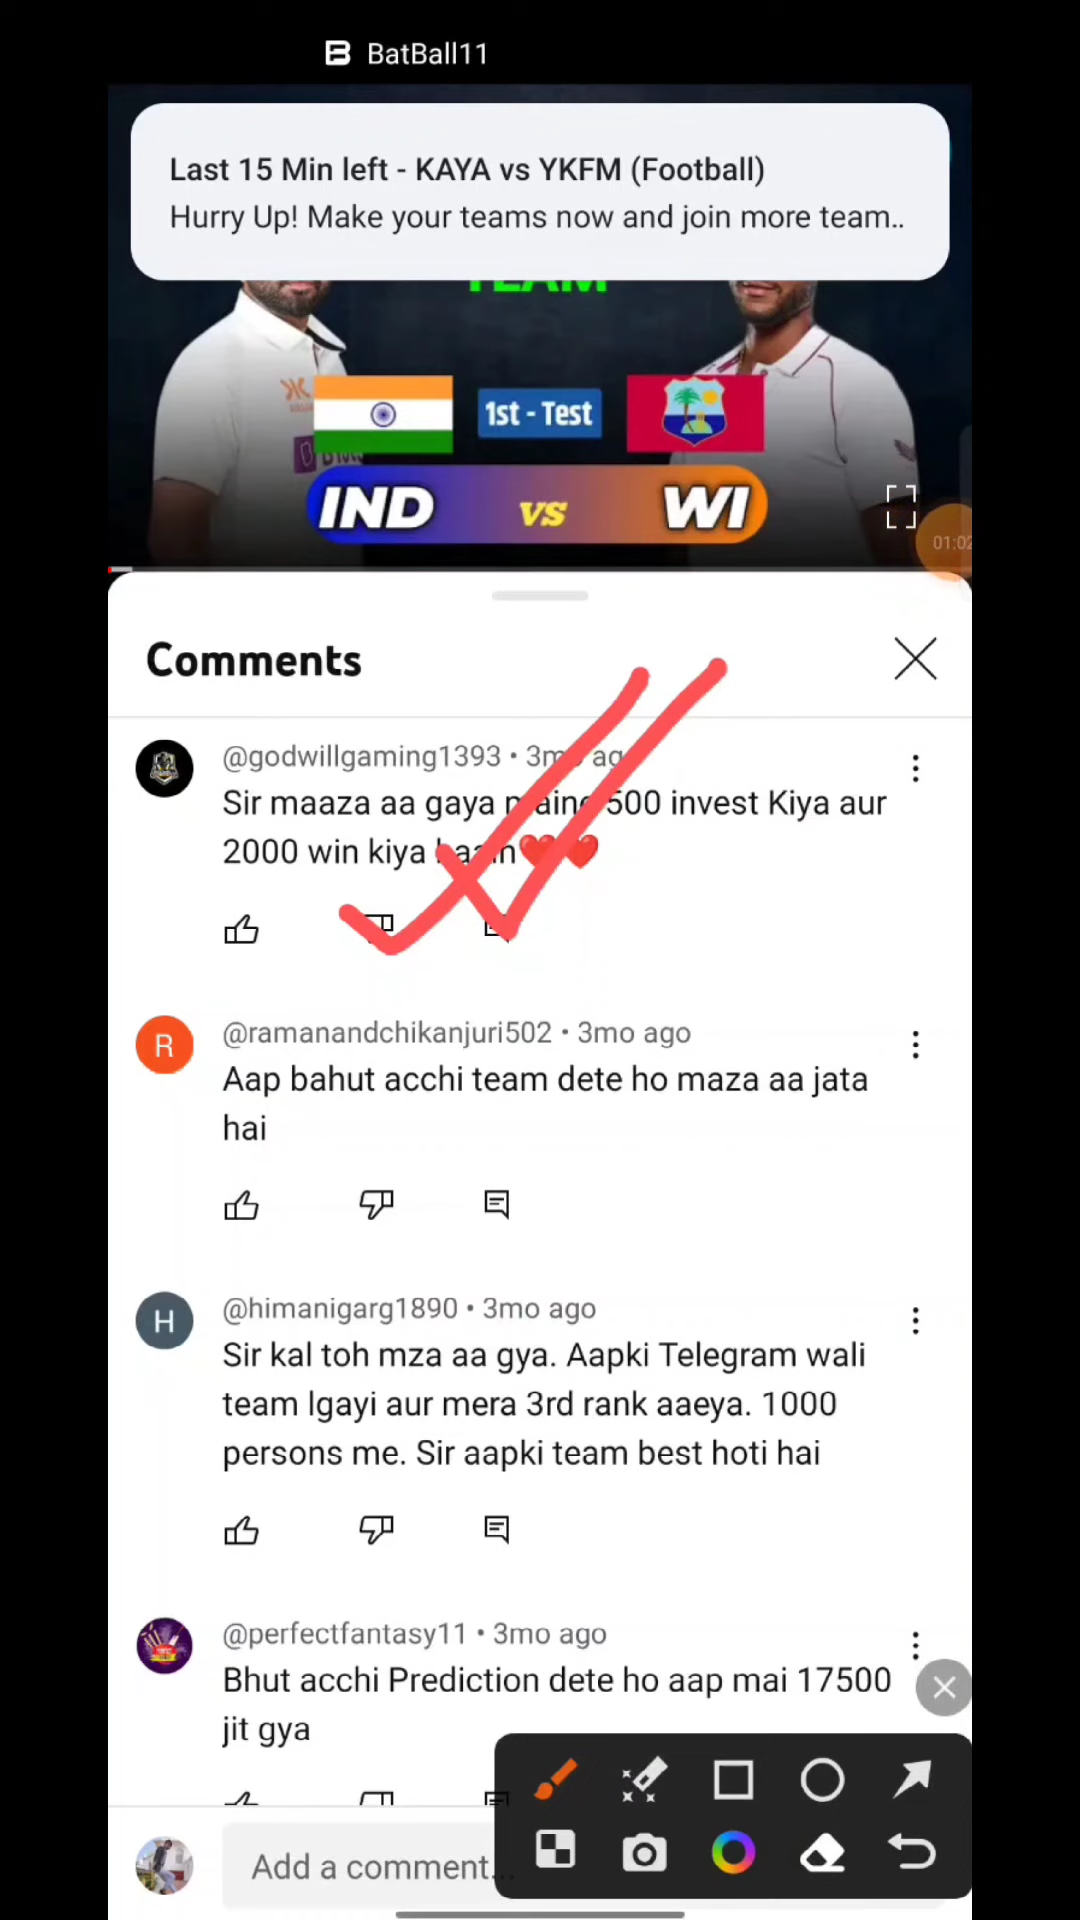 BatBall11
Last 15 Min left - KAYA vs YKFM (Football)
Hurry Up! Make your teams now and join more team..
TEAM
1st - Test
IND vs WI
01:02
Comments
@godwillgaming1393 • 3mo ago
Sir maaza aa gaya maine 500 invest Kiya aur
2000 win kiya haain❤️❤️
R
@ramanandchikanjuri502 • 3mo ago
Aap bahut acchi team dete ho maza aa jata
hai
H
@himanigarg1890 • 3mo ago
Sir kal toh mza aa gya. Aapki Telegram wali
team lgayi aur mera 3rd rank aaeya. 1000
persons me. Sir aapki team best hoti hai
@perfectfantasy11 • 3mo ago
Bhut acchi Prediction dete ho aap mai 17500
jit gya
Add a comment...